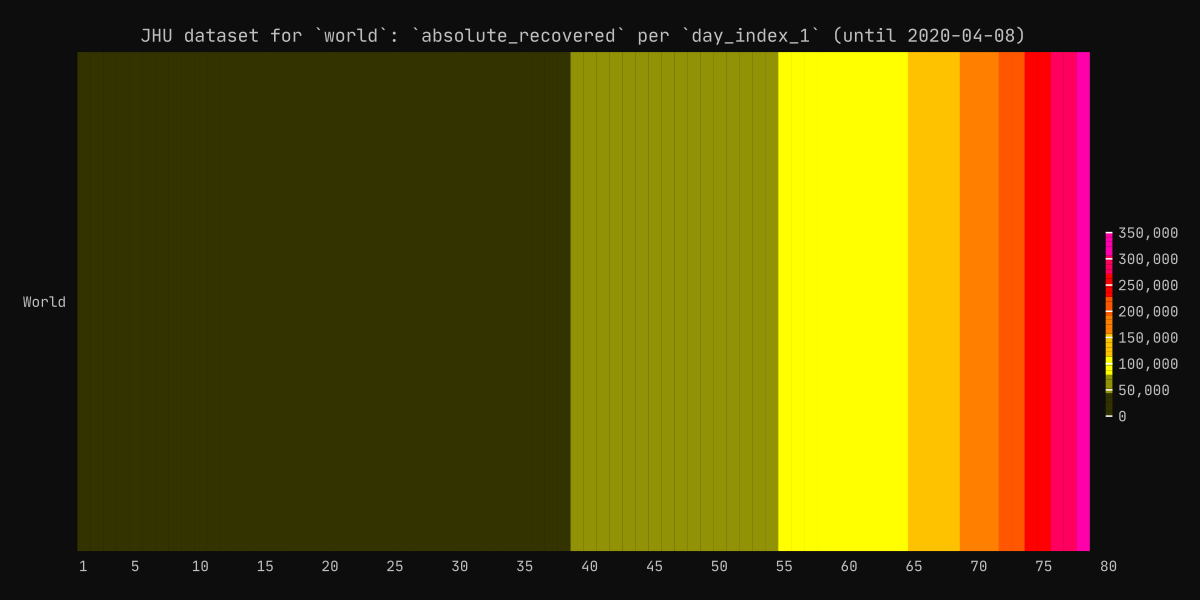 JHU dataset for `world`: `absolute_recovered` per `day_index_1` (until 2020-04-08)
350,000
300,000
250,000
200,000
150,000
100,000
50,000
0
World
1 5 10 15 20 25 30 35 40 45 50 55 60 65 70 75 80